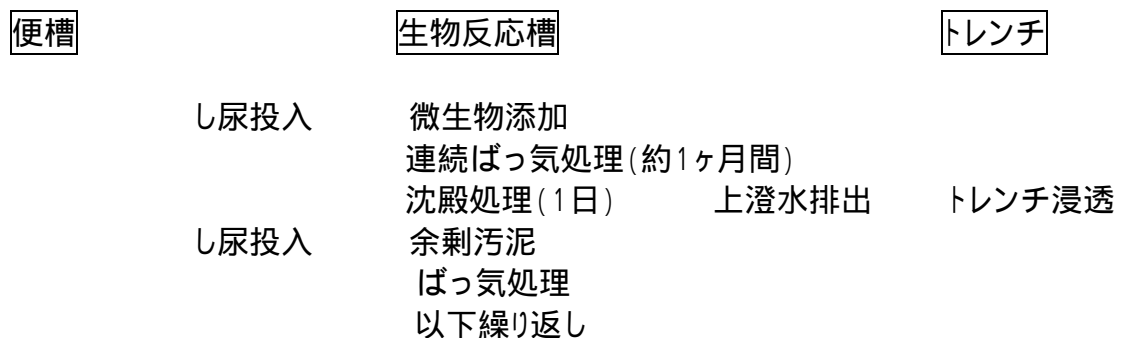 便槽 生物反応槽 トレンチ
し尿投入 微生物添加
連続ばっ気処理(約1ヶ月間)
沈殿処理(1日) 上澄水排出 トレンチ浸透
し尿投入 余剰汚泥
ばっ気処理
以下繰り返し